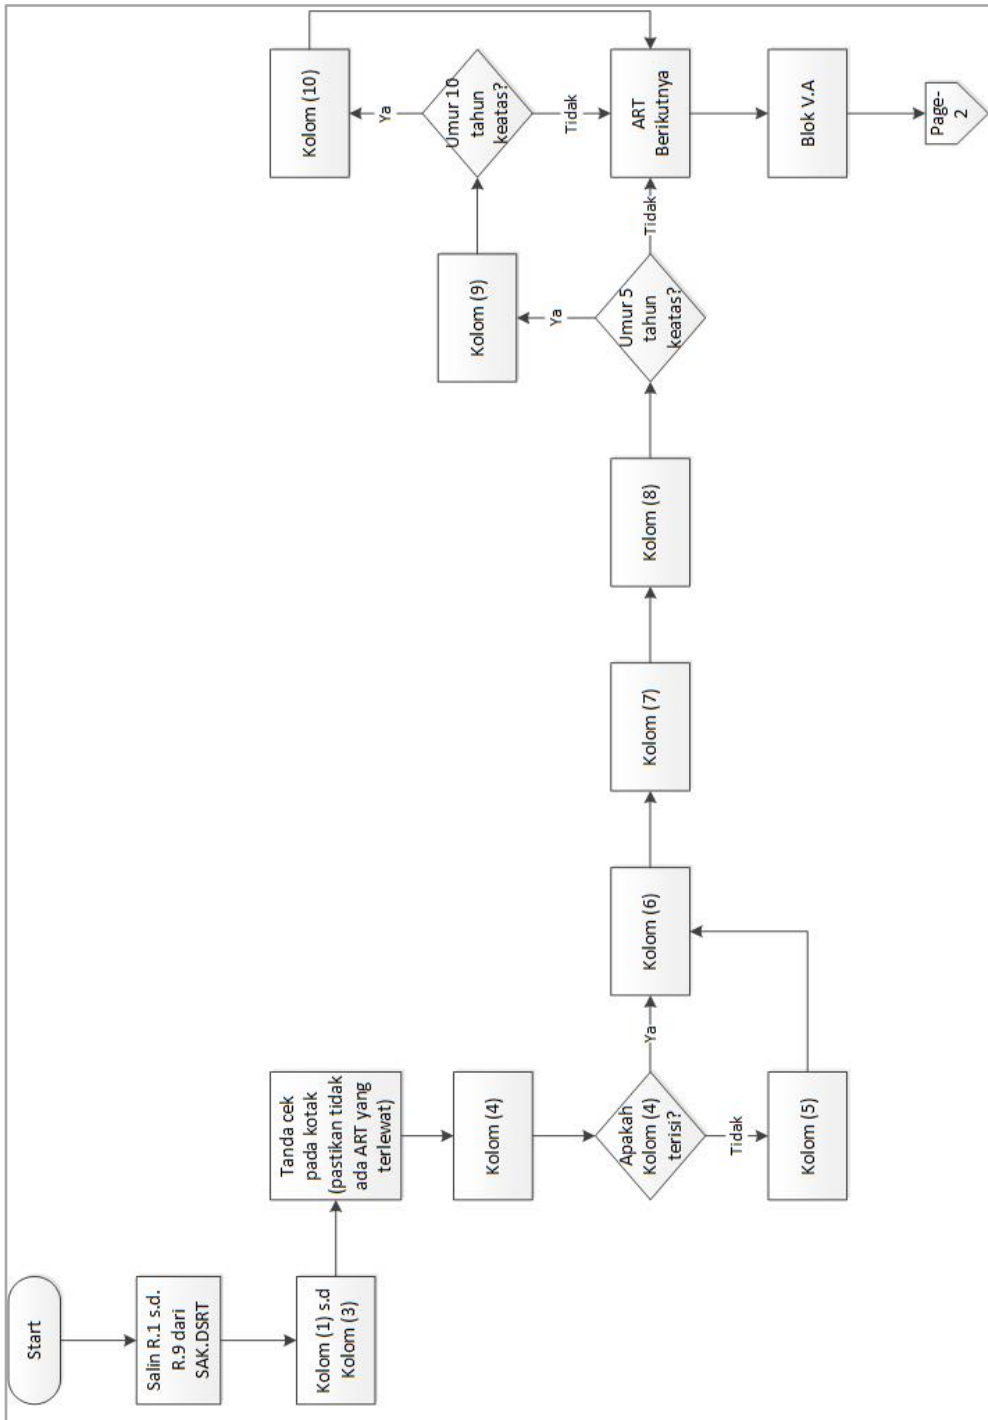 Start
Salin R.1 s.d.
R.9 dari
SAK.DSRT
Kolom (1) s.d
Kolom (3)
Tanda cek
pada kotak
(pastikan tidak
ada ART yang
terlewat)
Kolom (4)
Apakah
Kolom (4)
terisi?
Tidak
Kolom (5)
Ya
Kolom (6)
Kolom (7)
Kolom (8)
Umur 5
tahun
keatas?
Ya
Tidak
Kolom (9)
Umur 10
tahun
keatas?
Ya
Tidak
Kolom (10)
ART
Berikutnya
Blok V.A
Page-
2